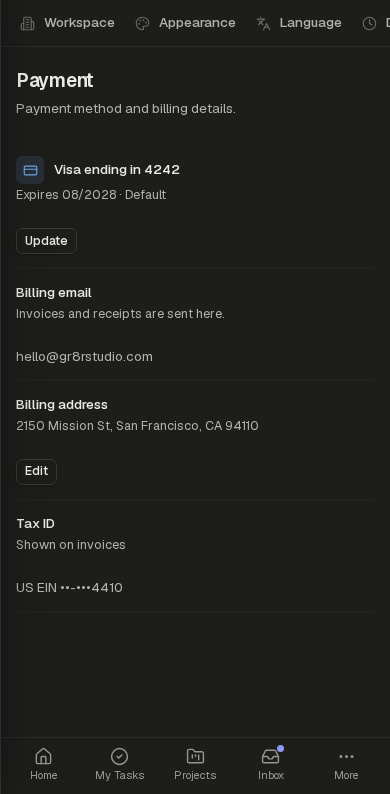 Workspace Appearance Language
Payment
Payment method and billing details.
Visa ending in 4242
Expires 08/2028 · Default
Update
Billing email
Invoices and receipts are sent here.
hello@gr8rstudio.com
Billing address
2150 Mission St, San Francisco, CA 94110
Edit
Tax ID
Shown on invoices
US EIN ••-•••4410
Home My Tasks Projects Inbox More